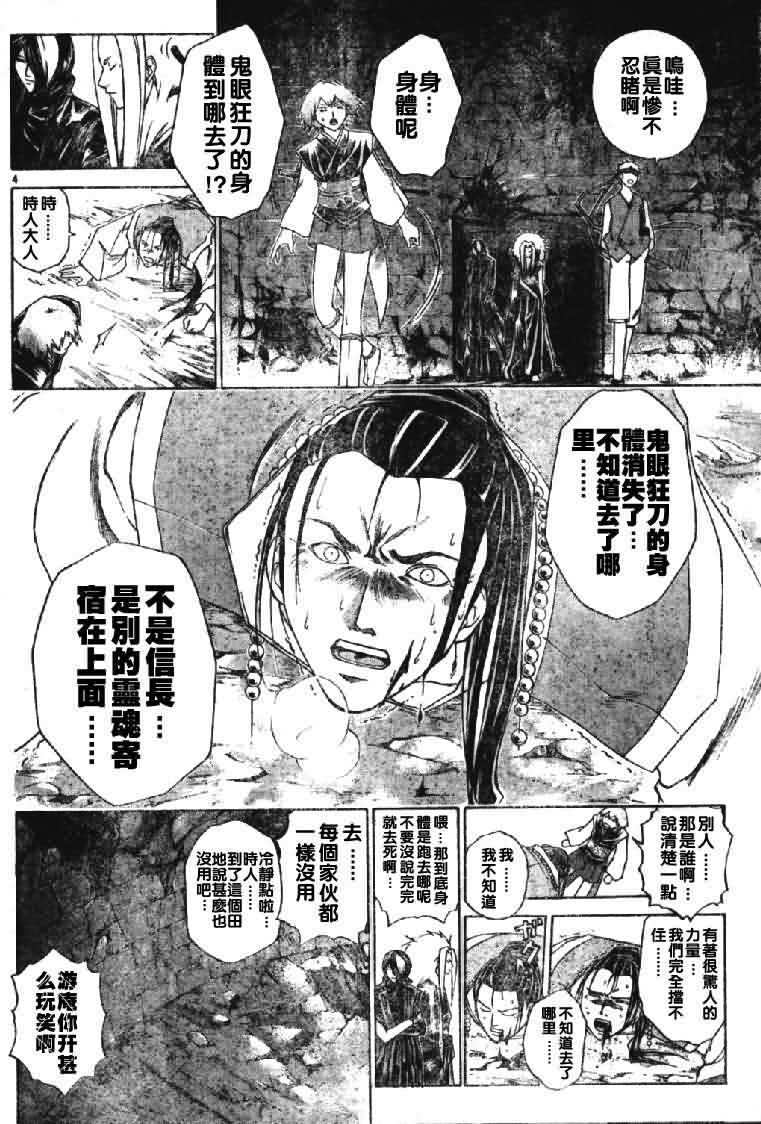 嗚哇…
真是慘不
忍睹啊
身…
身體呢
鬼眼狂刀的身
體到哪去了!?
4
時……
時人大人
鬼眼狂刀的身
體消失了…
不知道去了哪
里……
不是信長…
是別的靈魂寄
宿在上面
……
別人……
那是誰啊…
說清楚一點
我……
我不知道
有著很驚人的
力量…
我們完全擋不
住……
不知道去了
哪里……
喂…那到底身
體是跑去哪呢
不要沒說完完
就去死啊…
去……
每個家伙都
一樣沒用
冷靜點啦…
時人……
到了這個田
地說甚麼也
沒用吧…
游庵你幵甚
么玩笑啊